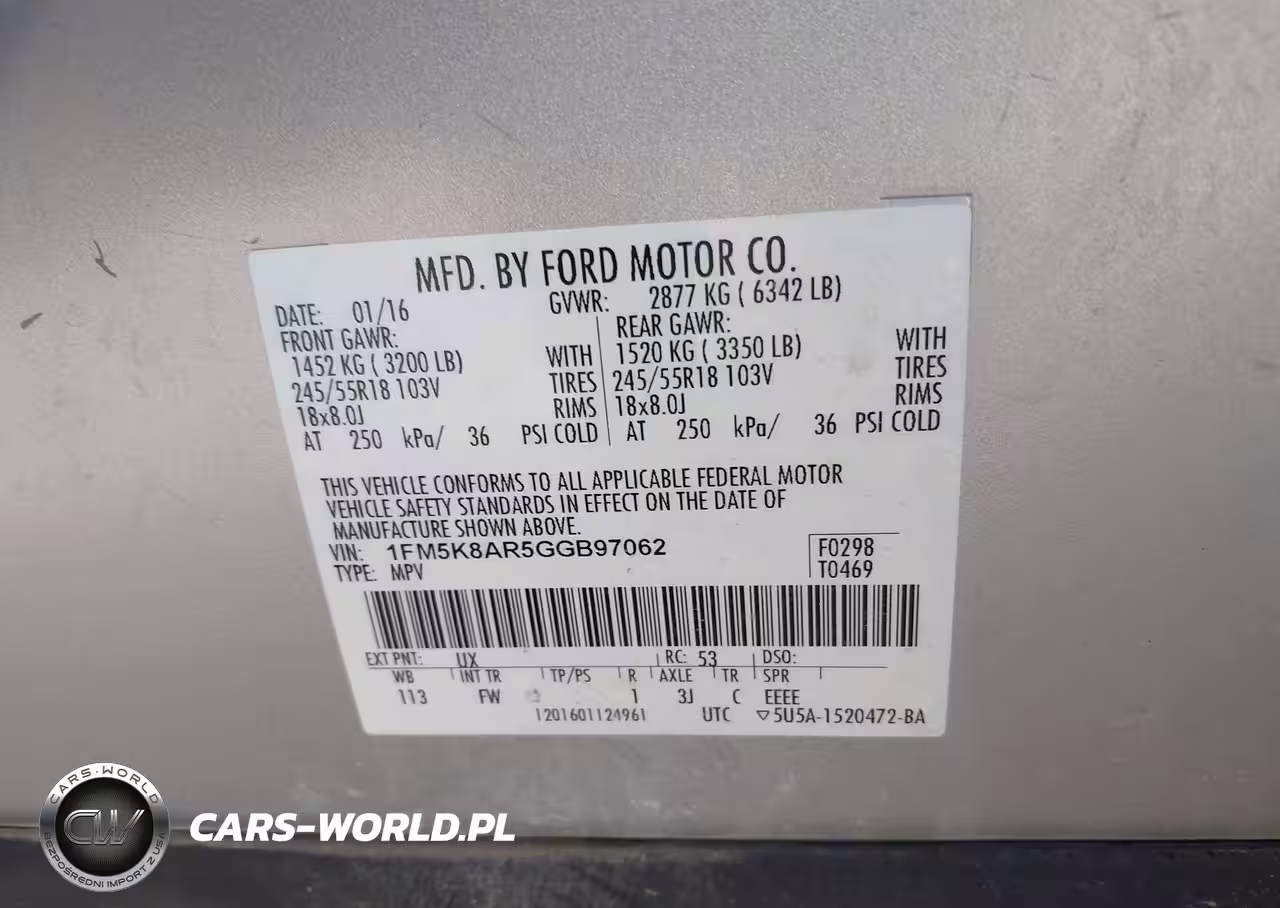 MFD. BY FORD MOTOR CO.
DATE: 01/16 GVWR: 2877 KG ( 6342 LB)
FRONT GAWR: REAR GAWR:
1452 KG ( 3200 LB) WITH 1520 KG ( 3350 LB) WITH
245/55R18 103V TIRES 245/55R18 103V TIRES
18x8.0J RIMS 18x8.0J RIMS
AT 250 kPa/ 36 PSI COLD AT 250 kPa/ 36 PSI COLD
THIS VEHICLE CONFORMS TO ALL APPLICABLE FEDERAL MOTOR
VEHICLE SAFETY STANDARDS IN EFFECT ON THE DATE OF
MANUFACTURE SHOWN ABOVE.
VIN: 1FM5K8AR5GGB97062 F0298
TYPE: MPV T0469
EXT PNT: UX RC: 53 DSO:
WB INT TR TP/PS R AXLE TR SPR
113 FW 1 3J C EEEE
1201601124961 UTC ▽5U5A-1520472-BA
CARS-WORLD
CW
BEZPOŚREDNI IMPORT Z USA
CARS-WORLD.PL